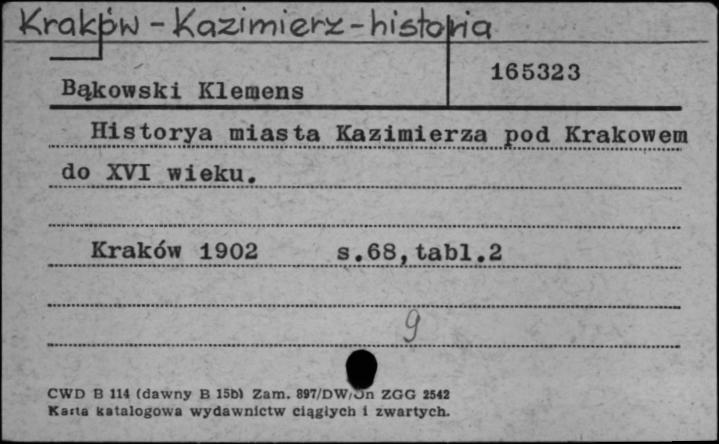 Kraków - Kazimierz - historia
165323
Bąkowski Klemens
Historya miasta Kazimierza pod Krakowem
do XVI wieku.
Kraków 1902 s.68,tabl.2
9
CWD B 114 (dawny B 15b) Zam. 897/DW/Ón ZGG 2542
Karta katalogowa wydawnictw ciągłych i zwartych.